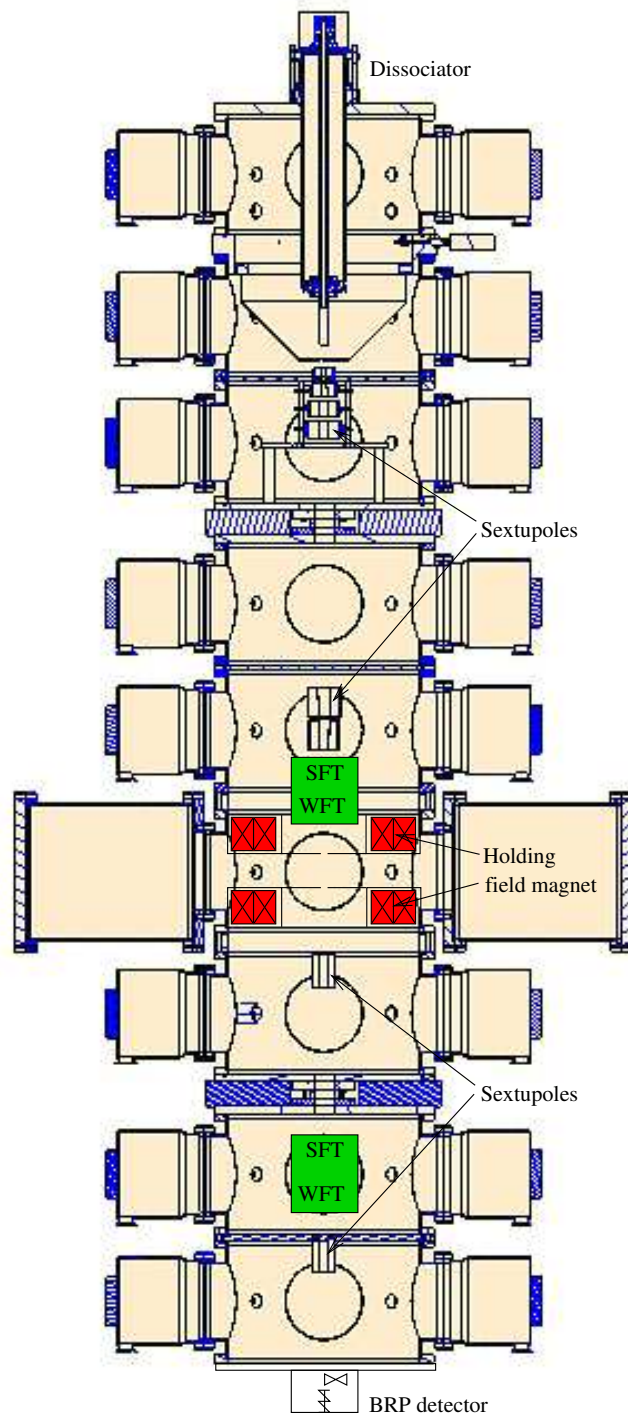 Dissociator
Sextupoles
SFT
WFT
Holding
field magnet
Sextupoles
SFT
WFT
BRP detector